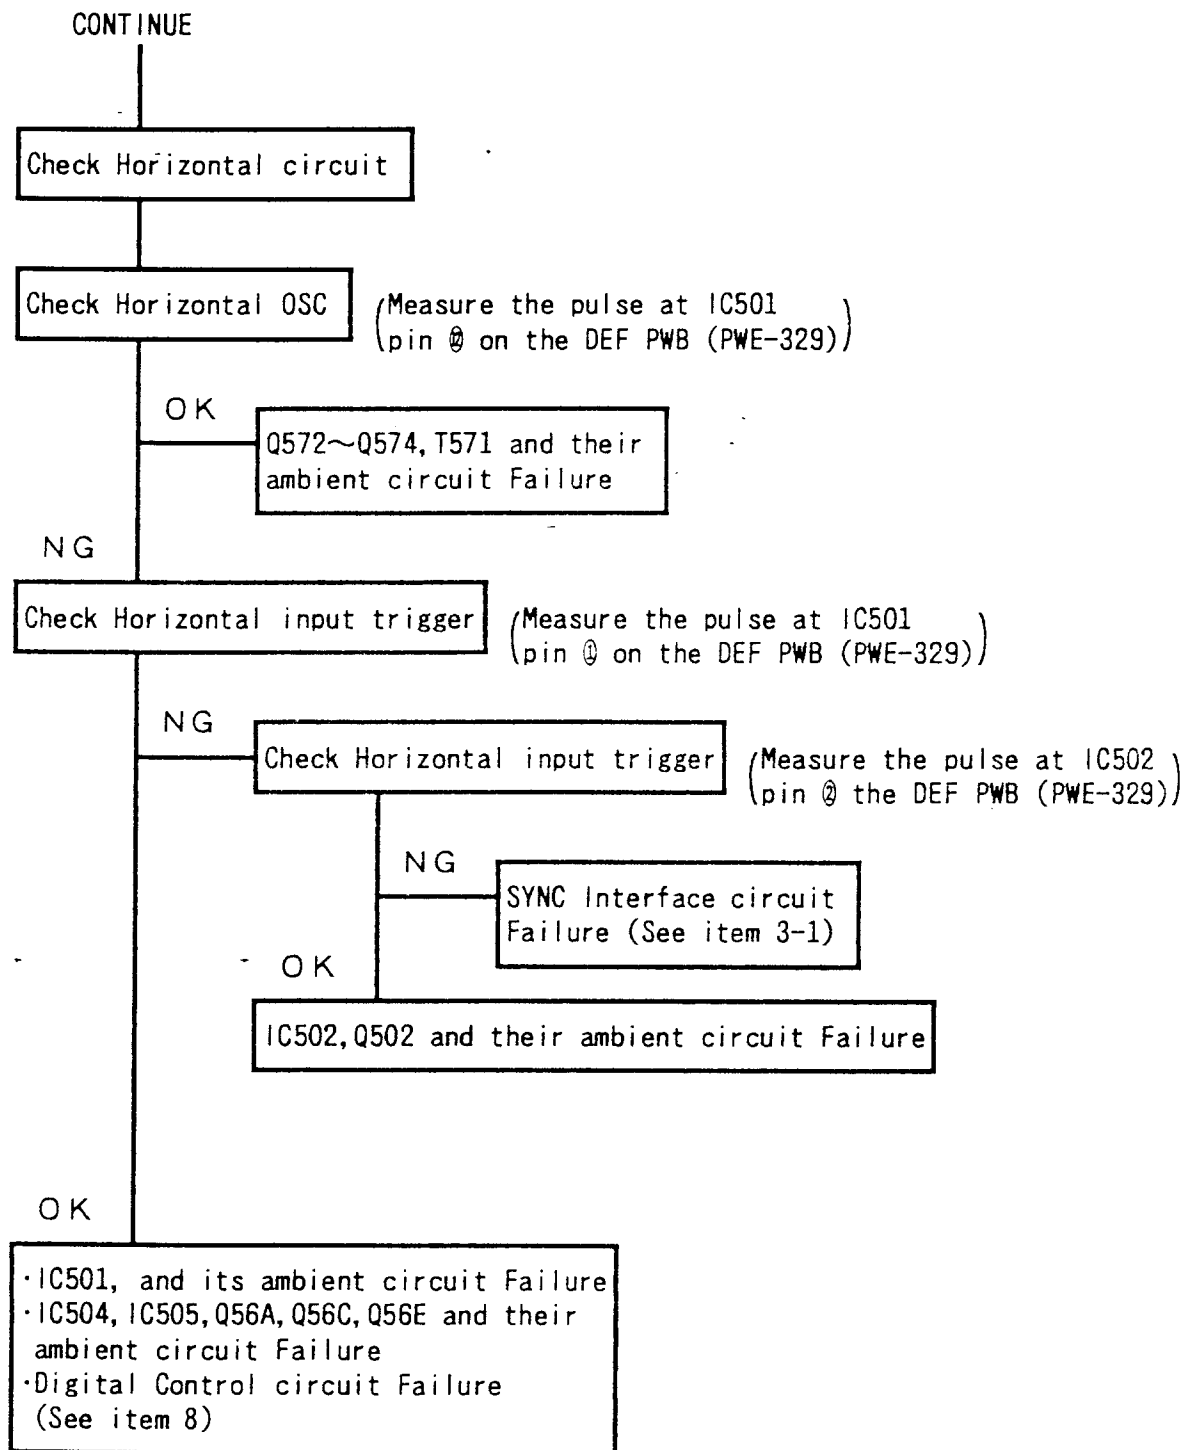 CONTINUE
Check Horizontal circuit
Check Horizontal OSC
(Measure the pulse at IC501
pin ⑫ on the DEF PWB (PWE-329))
OK
Q572~Q574, T571 and their
ambient circuit Failure
NG
Check Horizontal input trigger
(Measure the pulse at IC501
pin ① on the DEF PWB (PWE-329))
NG
Check Horizontal input trigger
(Measure the pulse at IC502
pin ② the DEF PWB (PWE-329))
NG
SYNC Interface circuit
Failure (See item 3-1)
OK
IC502, Q502 and their ambient circuit Failure
OK
·IC501, and its ambient circuit Failure
·IC504, IC505, Q56A, Q56C, Q56E and their
ambient circuit Failure
·Digital Control circuit Failure
(See item 8)